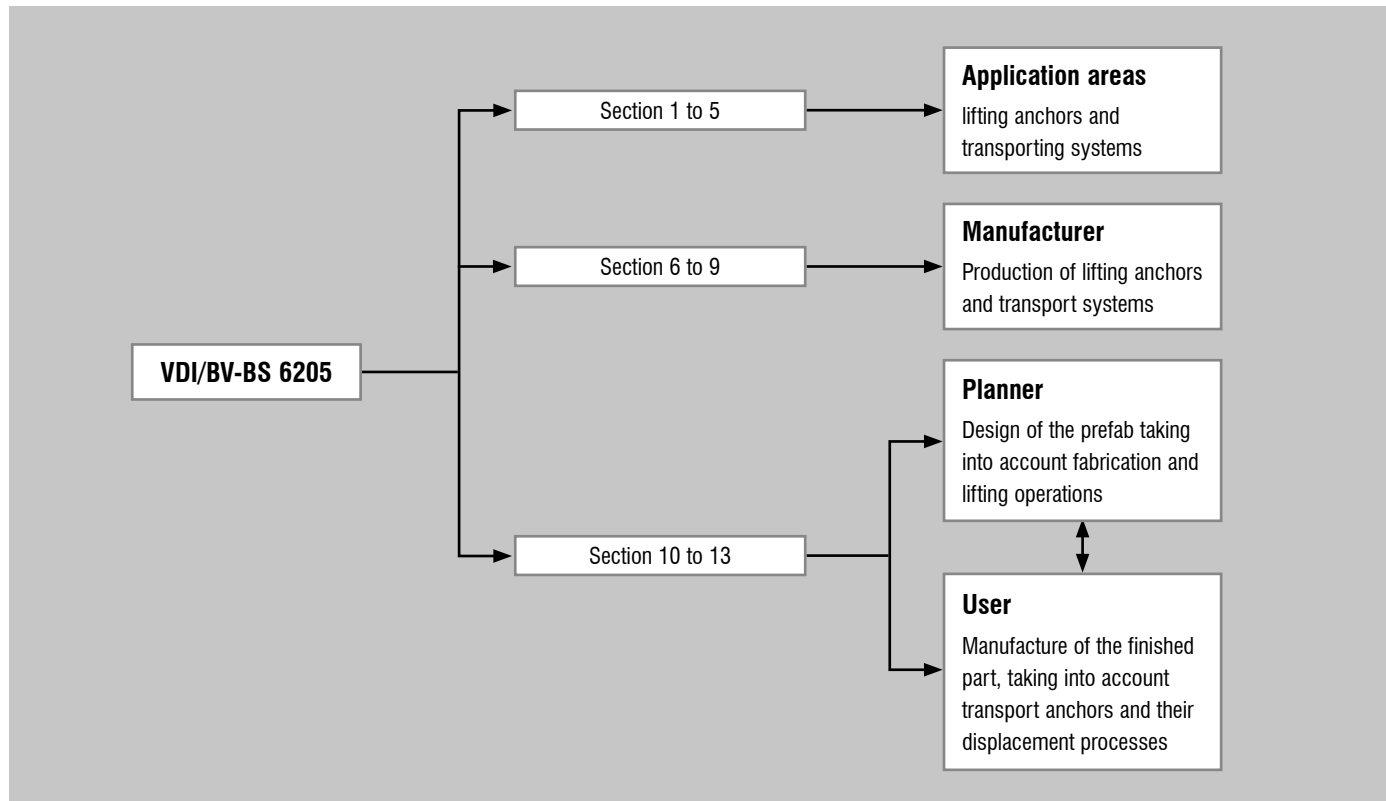 VDI/BV-BS 6205
Section 1 to 5
Application areas
lifting anchors and
transporting systems
Section 6 to 9
Manufacturer
Production of lifting anchors
and transport systems
Section 10 to 13
Planner
Design of the prefab taking
into account fabrication and
lifting operations
User
Manufacture of the finished
part, taking into account
transport anchors and their
displacement processes